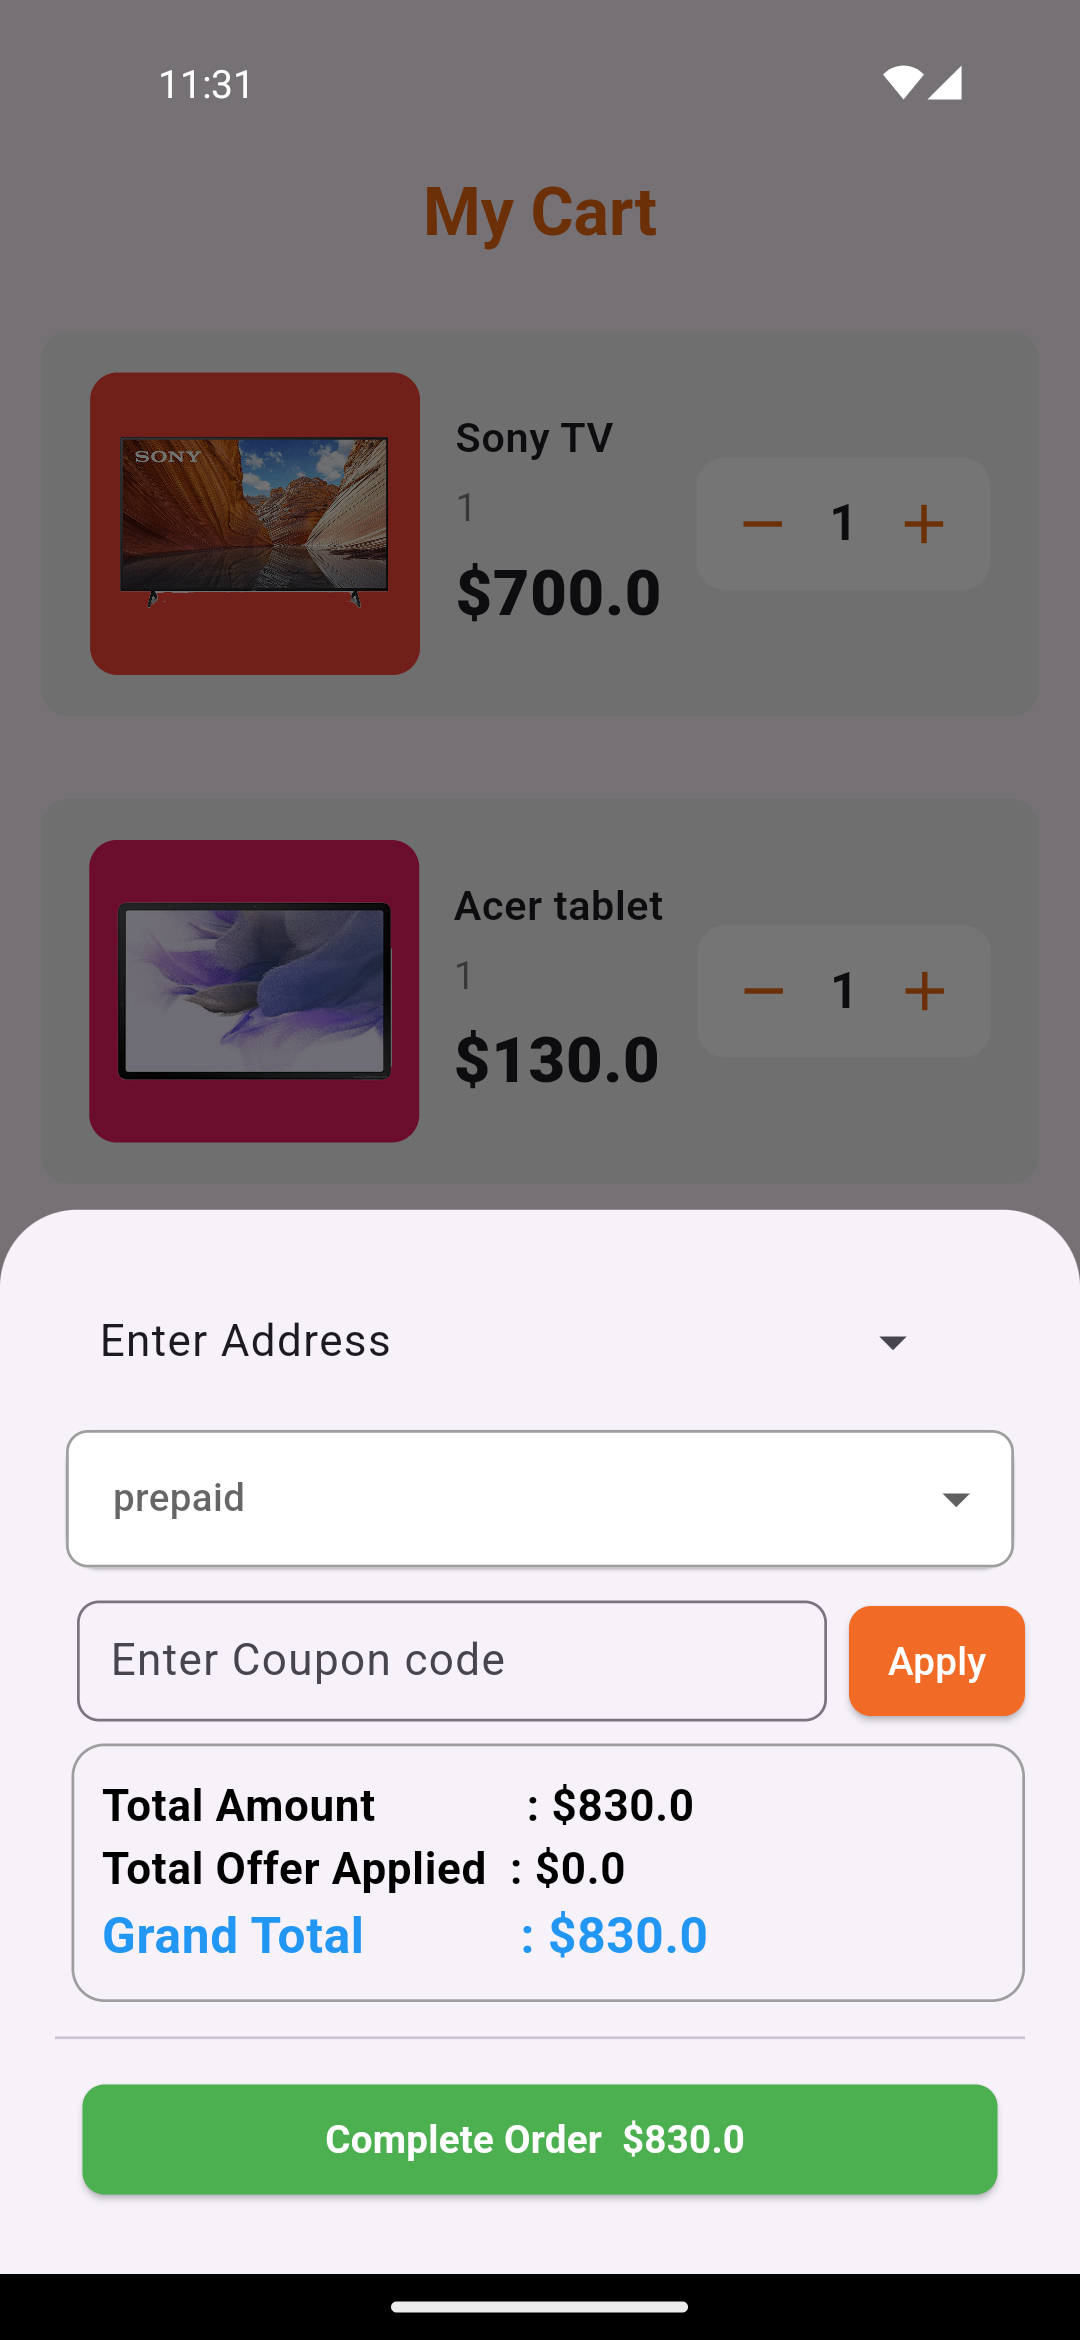 11:31
My Cart
SONY
Sony TV
1
$700.0
1
Acer tablet
1
$130.0
1
Enter Address
prepaid
Enter Coupon code
Apply
Total Amount : $830.0
Total Offer Applied : $0.0
Grand Total : $830.0
Complete Order $830.0